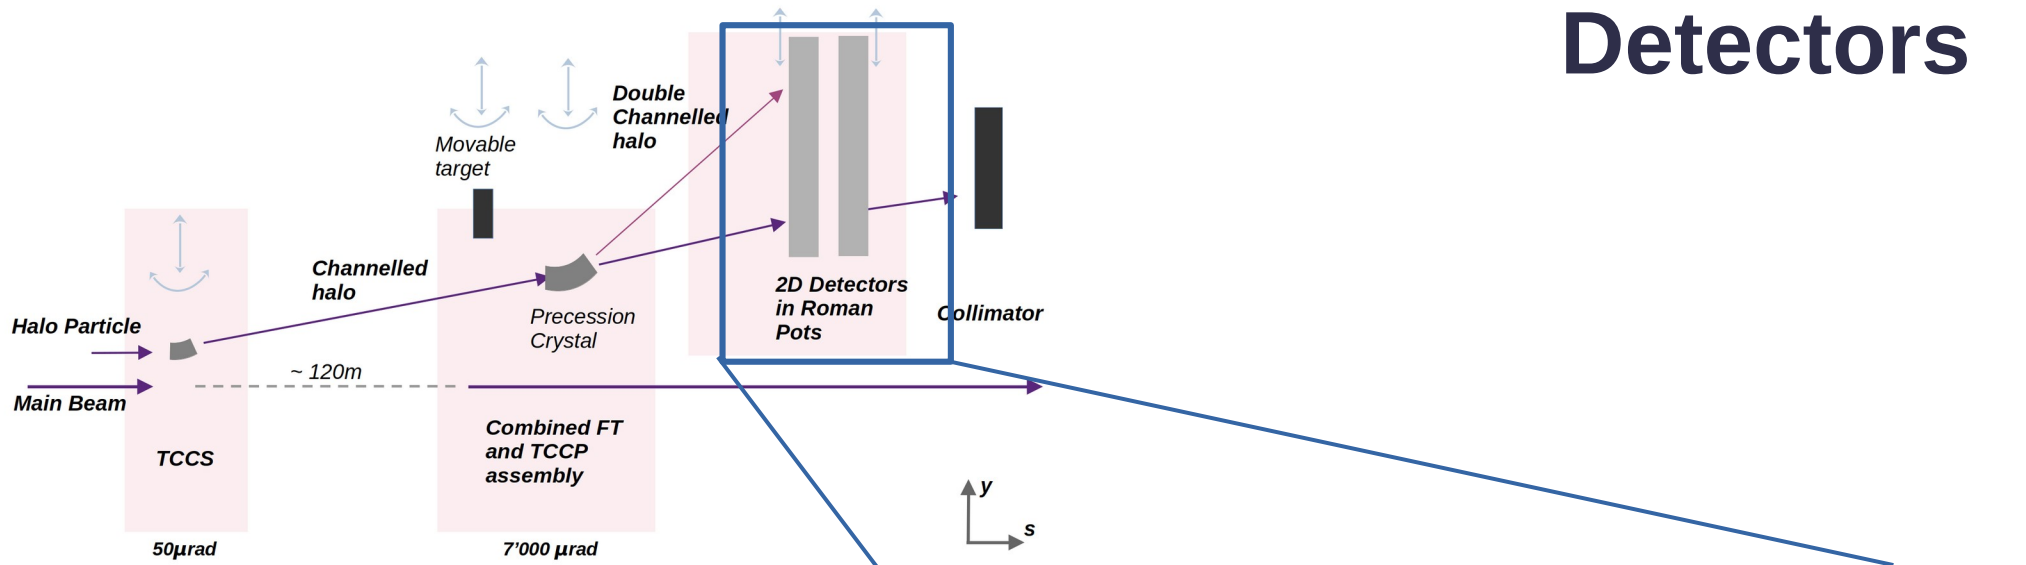 Detectors
Double
Channelled
halo
Movable
target
Channelled
halo
Halo Particle
Precession
Crystal
2D Detectors
in Roman
Pots
Collimator
~ 120m
Main Beam
TCCS
Combined FT
and TCCP
assembly
y
s
50μrad
7’000 μrad